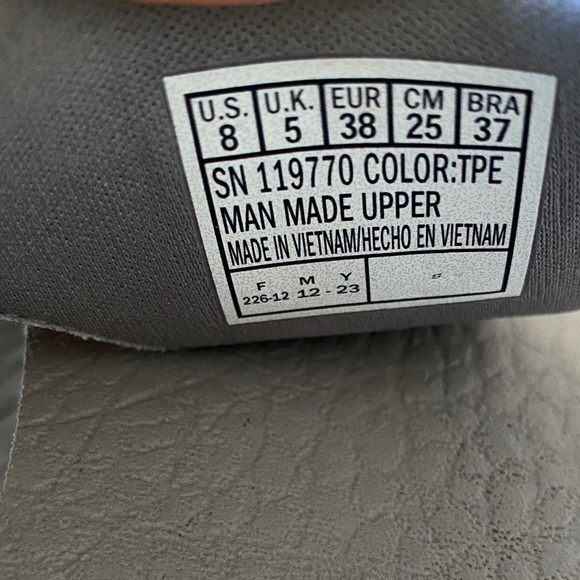 U.S. U.K. EUR CM BRA
8 5 38 25 37
SN 119770 COLOR:TPE
MAN MADE UPPER
MADE IN VIETNAM/HECHO EN VIETNAM
F M Y
226-12 12 - 23
S